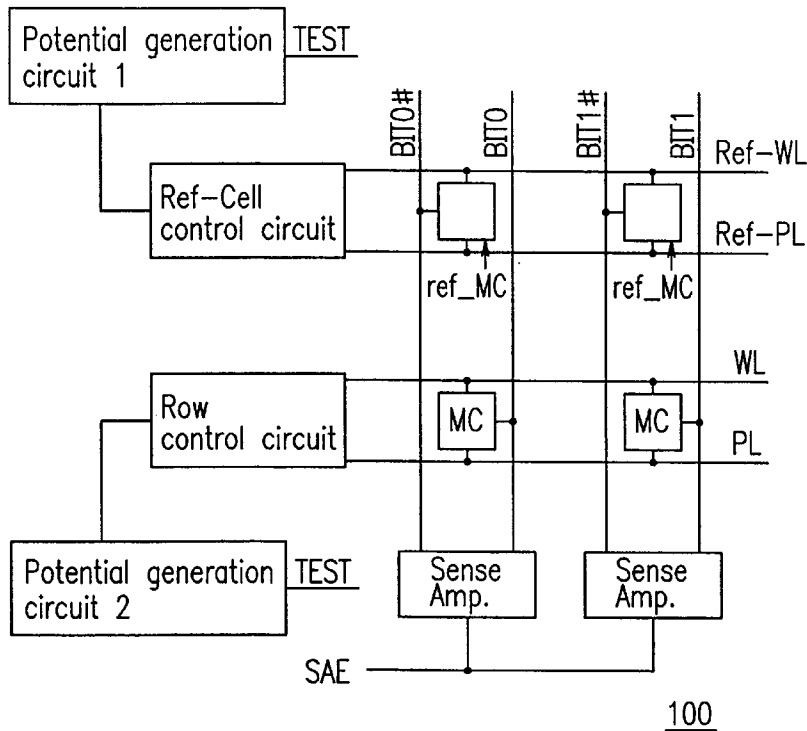 Potential generation
circuit 1
TEST
BIT0#
BIT0
BIT1#
BIT1
Ref-WL
Ref-Cell
control circuit
Ref-PL
ref_MC
ref_MC
WL
Row
control circuit
MC
MC
PL
Potential generation
circuit 2
TEST
Sense
Amp.
Sense
Amp.
SAE
100